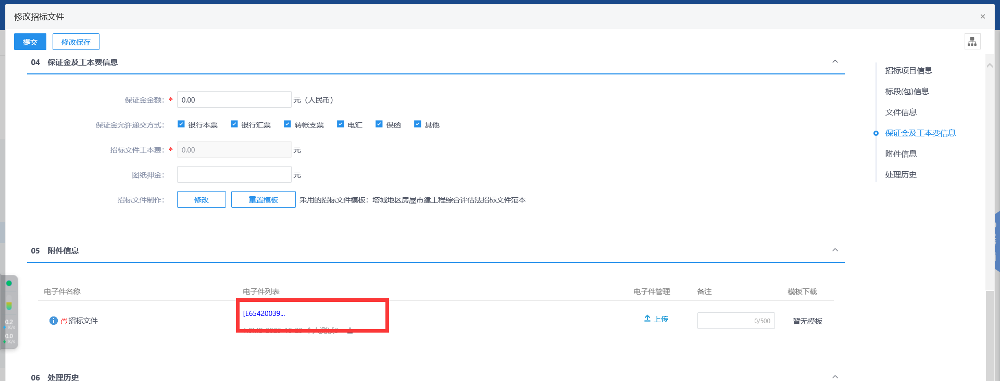 修改招标文件
×
提交 修改保存
04 保证金及工本费信息
保证金金额: * 0.00 元（人民币）
保证金允许递交方式: 银行本票 银行汇票 转帐支票 电汇 保函 其他
招标文件工本费: * 0.00 元
图纸押金: 元
招标文件制作: 修改 重置模板 采用的招标文件模板：塔城地区房屋市建工程综合评估法招标文件范本
05 附件信息
电子件名称 电子件列表 电子件管理 备注 模板下载
[E65420039...
(*)招标文件 上传 0/500 暂无模板
06 处理历史
招标项目信息
标段(包)信息
文件信息
保证金及工本费信息
附件信息
处理历史
0.2
K/s
0.0
K/s